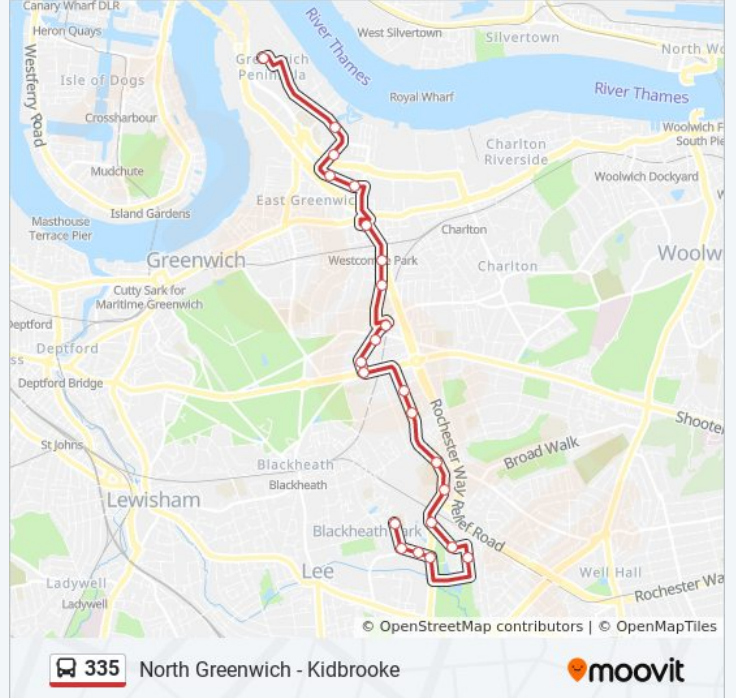 Canary Wharf DLR
Heron Quays
West Silvertown
Silvertown
North Wo
River Thames
Greenwich
Peninsula
Westferry Road
Isle of Dogs
Royal Wharf
River Thames
Crossharbour
Woolwich F
South Pie
Charlton
Riverside
Mudchute
Woolwich Dockyard
East Greenwic
Island Gardens
Masthouse
Terrace Pier
Charlton
Greenwich
Westcombe Park
Woolw
Charlton
Cutty Sark for
Maritime Greenwich
Deptford
Deptford
ss
Deptford Bridge
Rochester Way Relief Road
Shooter
St Johns
Broad Walk
Blackheath
Blackheath
Lewisham
Blackheath Park
Lee
Well Hall
Ladywell
Ladywell
Rochester Wa
© OpenStreetMap contributors | © OpenMapTiles
335 North Greenwich - Kidbrooke
moovit